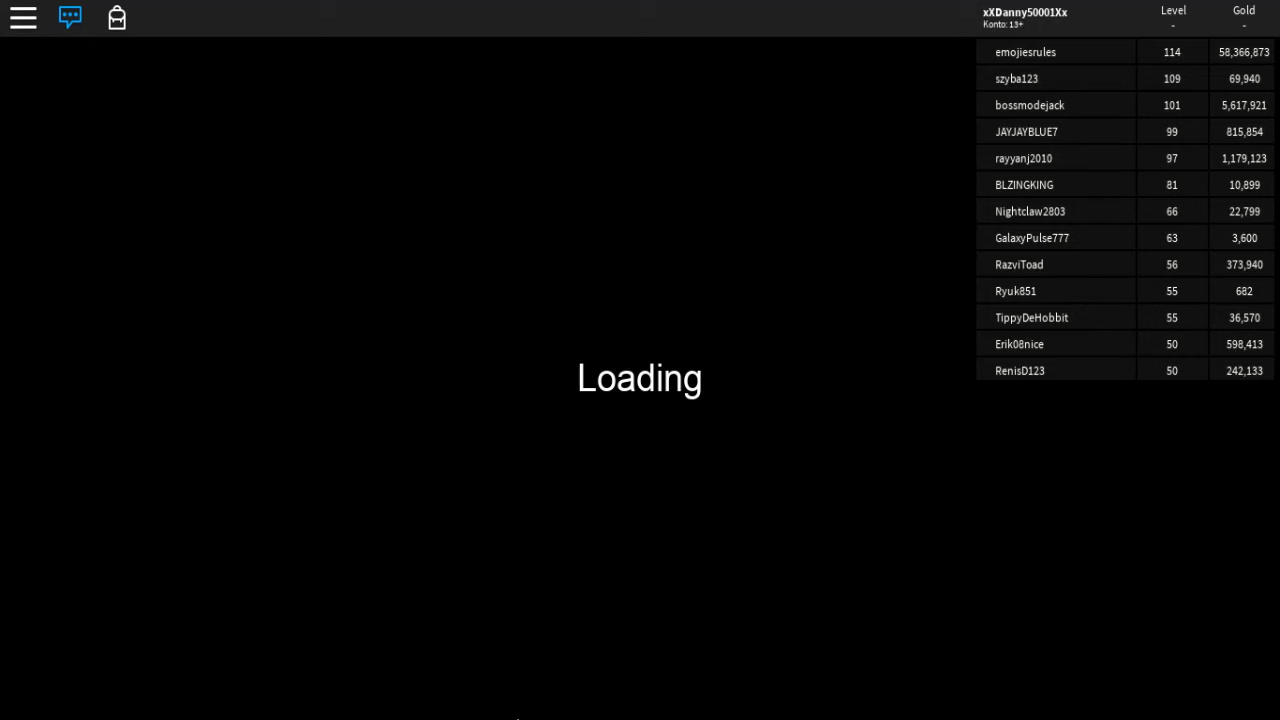 xXDanny50001Xx Level Gold
Konto: 13+ - -
emojiesrules 114 58,366,873
szyba123 109 69,940
bossmodejack 101 5,617,921
JAYJAYBLUE7 99 815,854
rayyanj2010 97 1,179,123
BLZINGKING 81 10,899
Nightclaw2803 66 22,799
GalaxyPulse777 63 3,600
RazviToad 56 373,940
Ryuk851 55 682
TippyDeHobbit 55 36,570
Erik08nice 50 598,413
RenisD123 50 242,133
Loading